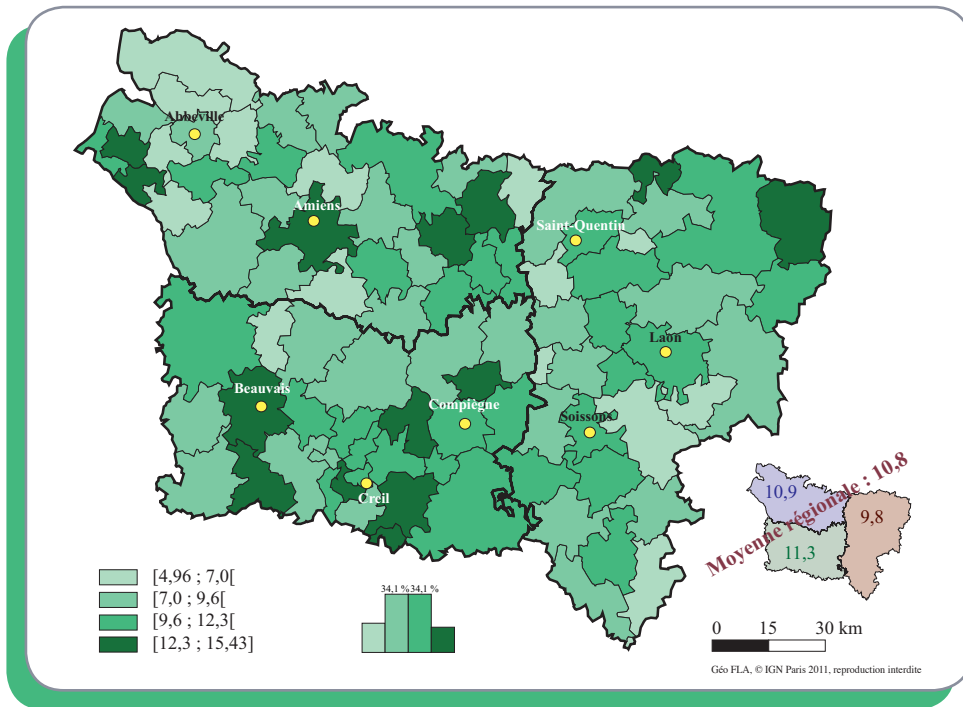 Abbeville
Amiens
Saint-Quentin
Laon
Beauvais
Compiègne
Soissons
Creil
Moyenne régionale : 10,8
10,9
9,8
11,3
[4,96 ; 7,0[
[7,0 ; 9,6[
[9,6 ; 12,3[
[12,3 ; 15,43]
34,1 % 34,1 %
0 15 30 km
Géo FLA, © IGN Paris 2011, reproduction interdite